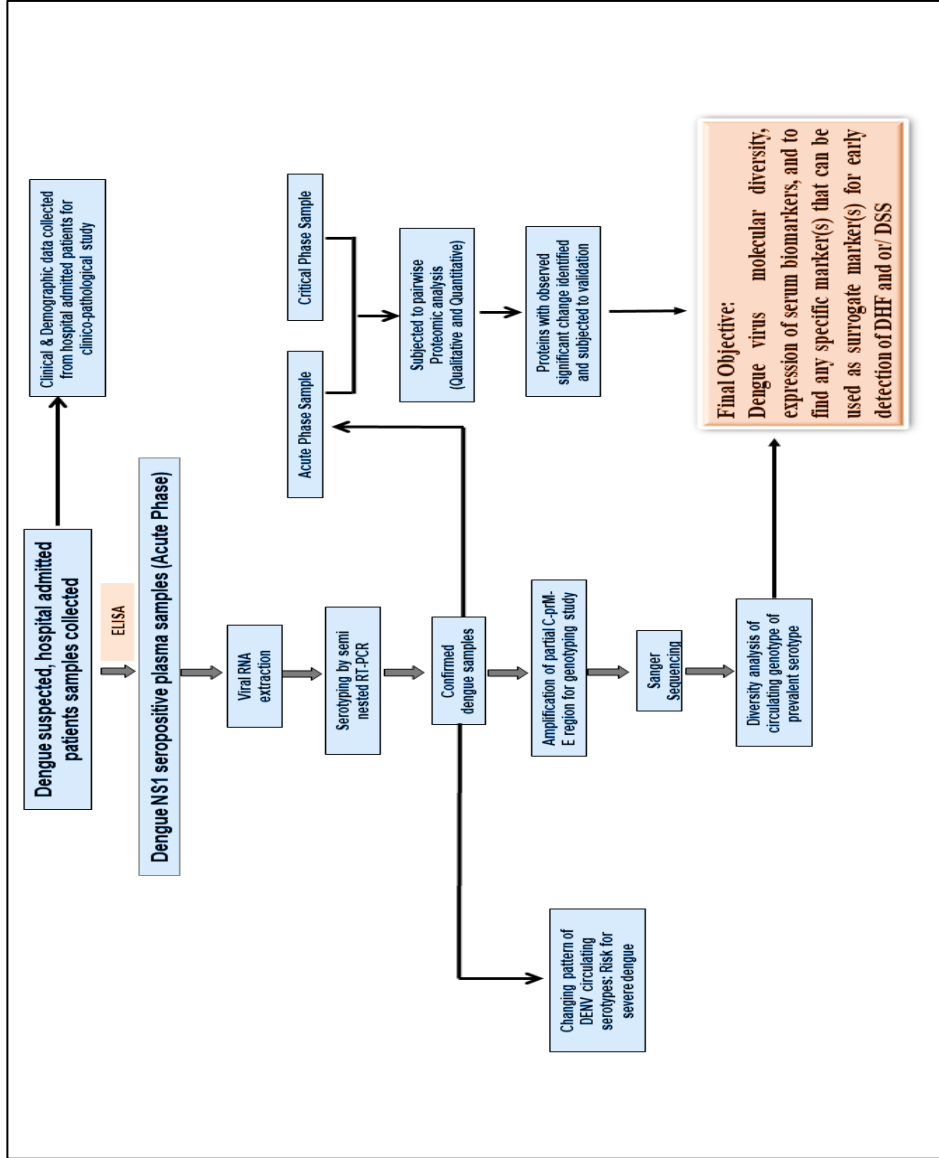 Dengue suspected, hospital admitted
patients samples collected
Clinical & Demographic data collected
from hospital admitted patients for
clinico-pathological study
ELISA
Dengue NS1 seropositive plasma samples (Acute Phase)
Viral RNA
extraction
Serotyping by semi
nested RT-PCR
Confirmed
dengue samples
Acute Phase Sample
Critical Phase Sample
Subjected to pairwise
Proteomic analysis
(Qualitative and Quantitative)
Proteins with observed
significant change identified
and subjected to validation
Changing pattern of
DENV circulating
serotypes: Risk for
severe dengue
Amplification of partial C-prM-
E region for genotyping study
Sanger
Sequencing
Diversity analysis of
circulating genotype of
prevalent serotype
Final Objective:
Dengue virus molecular diversity,
expression of serum biomarkers, and to
find any specific marker(s) that can be
used as surrogate marker(s) for early
detection of DHF and or/ DSS